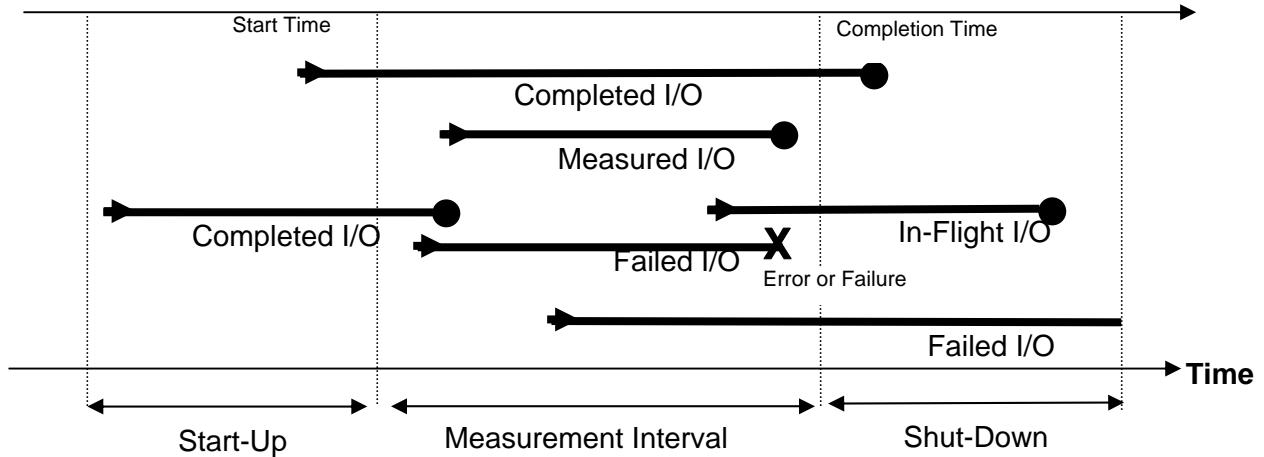 Start Time
Completion Time
Completed I/O
Measured I/O
Completed I/O
In-Flight I/O
Failed I/O
X
Error or Failure
Failed I/O
Time
Start-Up
Measurement Interval
Shut-Down